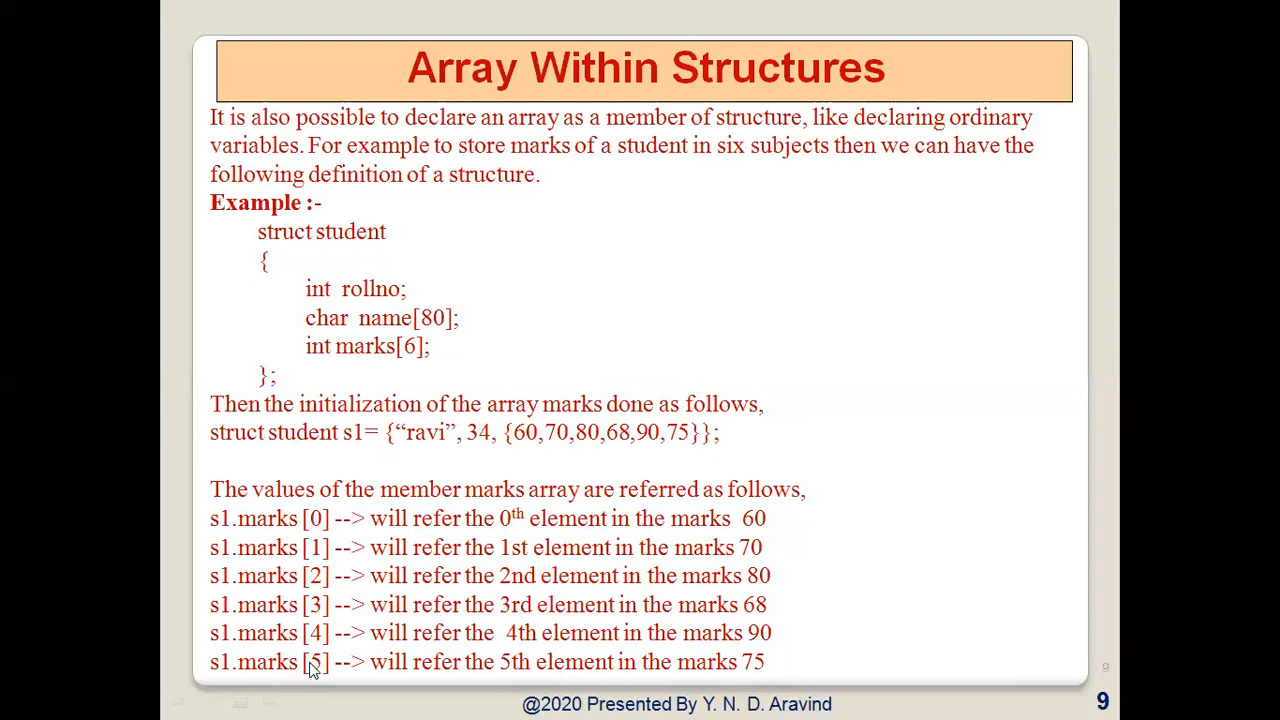 Array Within Structures
It is also possible to declare an array as a member of structure, like declaring ordinary
variables. For example to store marks of a student in six subjects then we can have the
following definition of a structure.
Example :-
struct student
{
int rollno;
char name[80];
int marks[6];
};
Then the initialization of the array marks done as follows,
struct student s1= {“ravi”, 34, {60,70,80,68,90,75}};
The values of the member marks array are referred as follows,
s1.marks [0] --> will refer the 0th element in the marks 60
s1.marks [1] --> will refer the 1st element in the marks 70
s1.marks [2] --> will refer the 2nd element in the marks 80
s1.marks [3] --> will refer the 3rd element in the marks 68
s1.marks [4] --> will refer the 4th element in the marks 90
s1.marks [5] --> will refer the 5th element in the marks 75
9
@2020 Presented By Y. N. D. Aravind
9